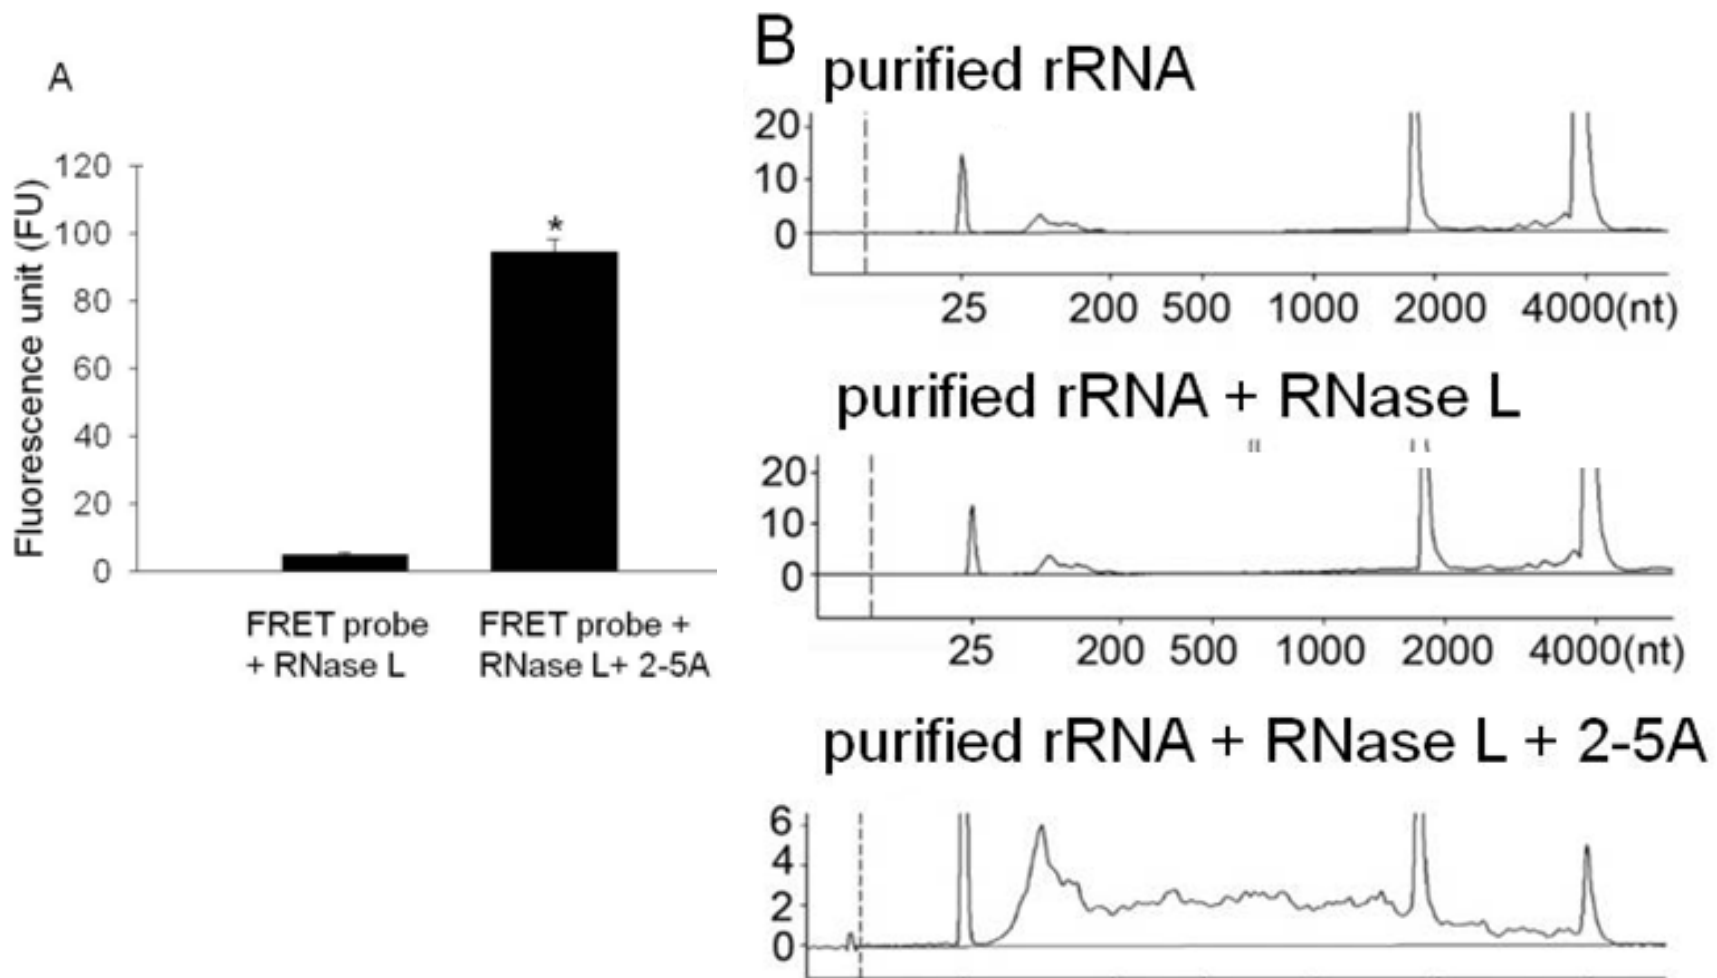 A
Fluorescence unit (FU)
120
100
80
60
40
20
0
*
FRET probe
+ RNase L
FRET probe +
RNase L+ 2-5A
B
purified rRNA
20
10
0
25 200 500 1000 2000 4000(nt)
purified rRNA + RNase L
20
10
0
25 200 500 1000 2000 4000(nt)
purified rRNA + RNase L + 2-5A
6
4
2
0